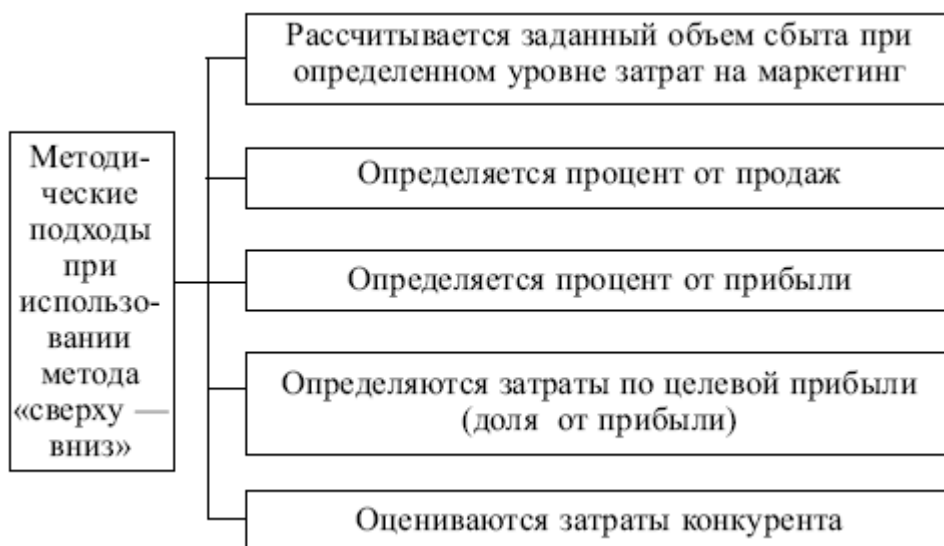 Рассчитывается заданный объем сбыта при
определенном уровне затрат на маркетинг
Методи-
ческие
подходы
при
использо-
вании
метода
«сверху —
вниз»
Определяется процент от продаж
Определяется процент от прибыли
Определяются затраты по целевой прибыли
(доля от прибыли)
Оцениваются затраты конкурента